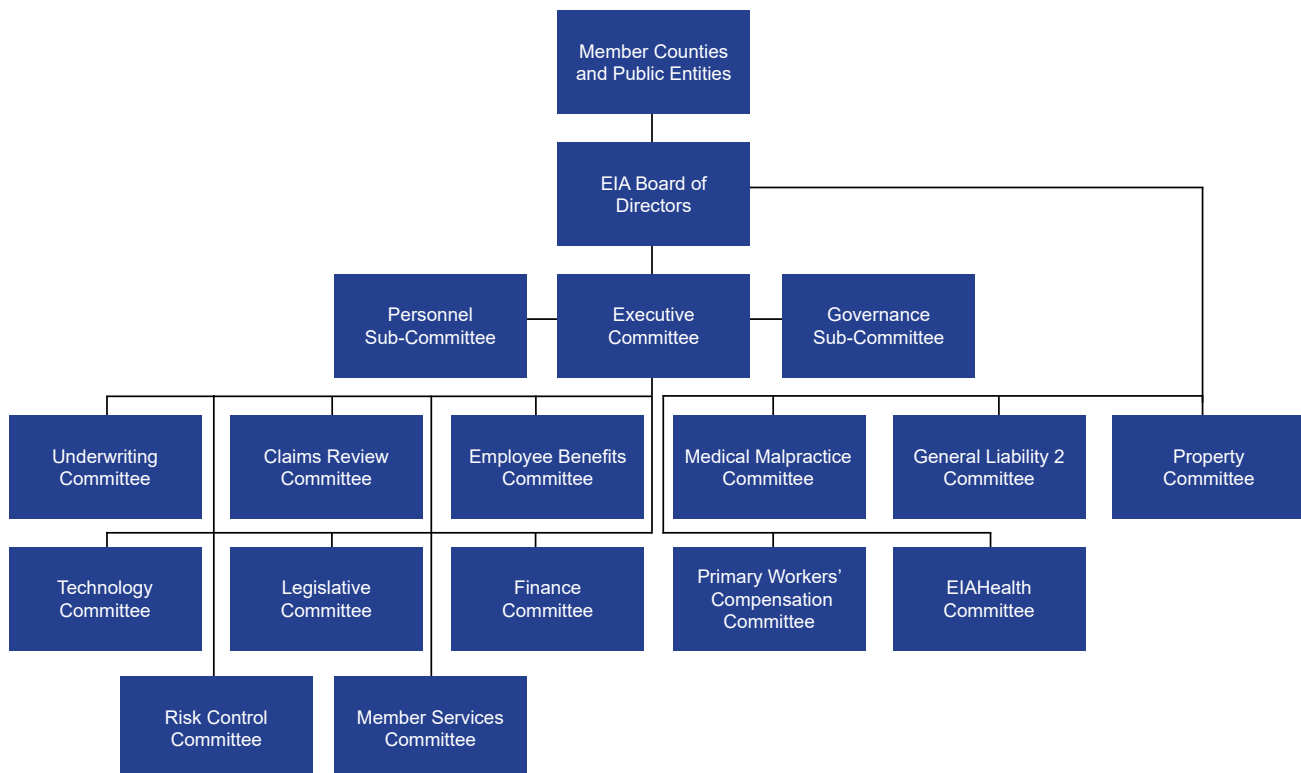 Member Counties
and Public Entities
EIA Board of
Directors
Personnel
Sub-Committee
Executive
Committee
Governance
Sub-Committee
Underwriting
Committee
Claims Review
Committee
Employee Benefits
Committee
Medical Malpractice
Committee
General Liability 2
Committee
Property
Committee
Technology
Committee
Legislative
Committee
Finance
Committee
Primary Workers’
Compensation
Committee
EIAHealth
Committee
Risk Control
Committee
Member Services
Committee